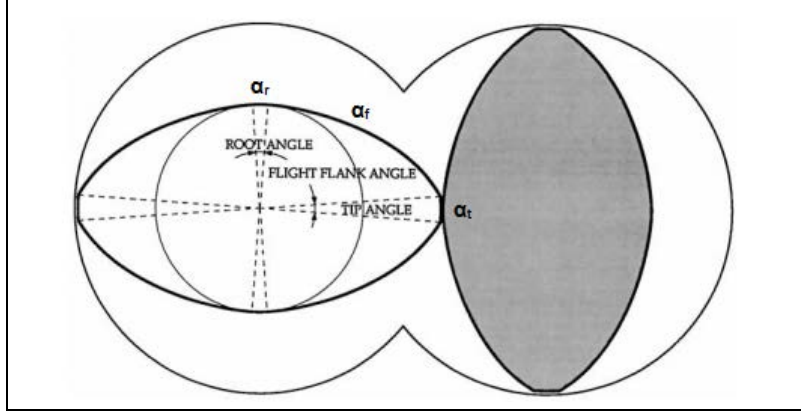 αr
αf
ROOT ANGLE
FLIGHT FLANK ANGLE
TIP ANGLE
αt